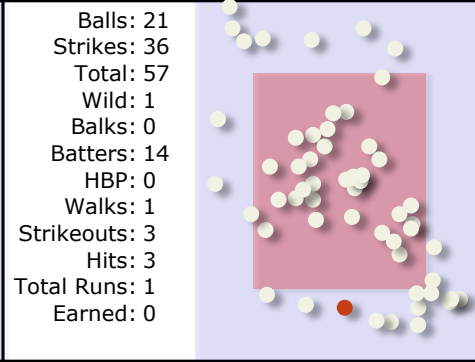 Balls: 21
Strikes: 36
Total: 57
Wild: 1
Balks: 0
Batters: 14
HBP: 0
Walks: 1
Strikeouts: 3
Hits: 3
Total Runs: 1
Earned: 0